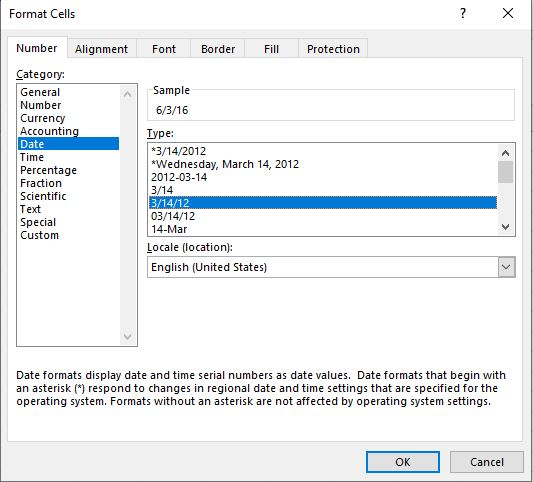 Format Cells
?
Number Alignment Font Border Fill Protection
Category:
General
Number
Currency
Accounting
Date
Time
Percentage
Fraction
Scientific
Text
Special
Custom
Sample
6/3/16
Type:
*3/14/2012
*Wednesday, March 14, 2012
2012-03-14
3/14
3/14/12
03/14/12
14-Mar
Locale (location):
English (United States)
Date formats display date and time serial numbers as date values.  Date formats that begin with
an asterisk (*) respond to changes in regional date and time settings that are specified for the
operating system. Formats without an asterisk are not affected by operating system settings.
OK Cancel